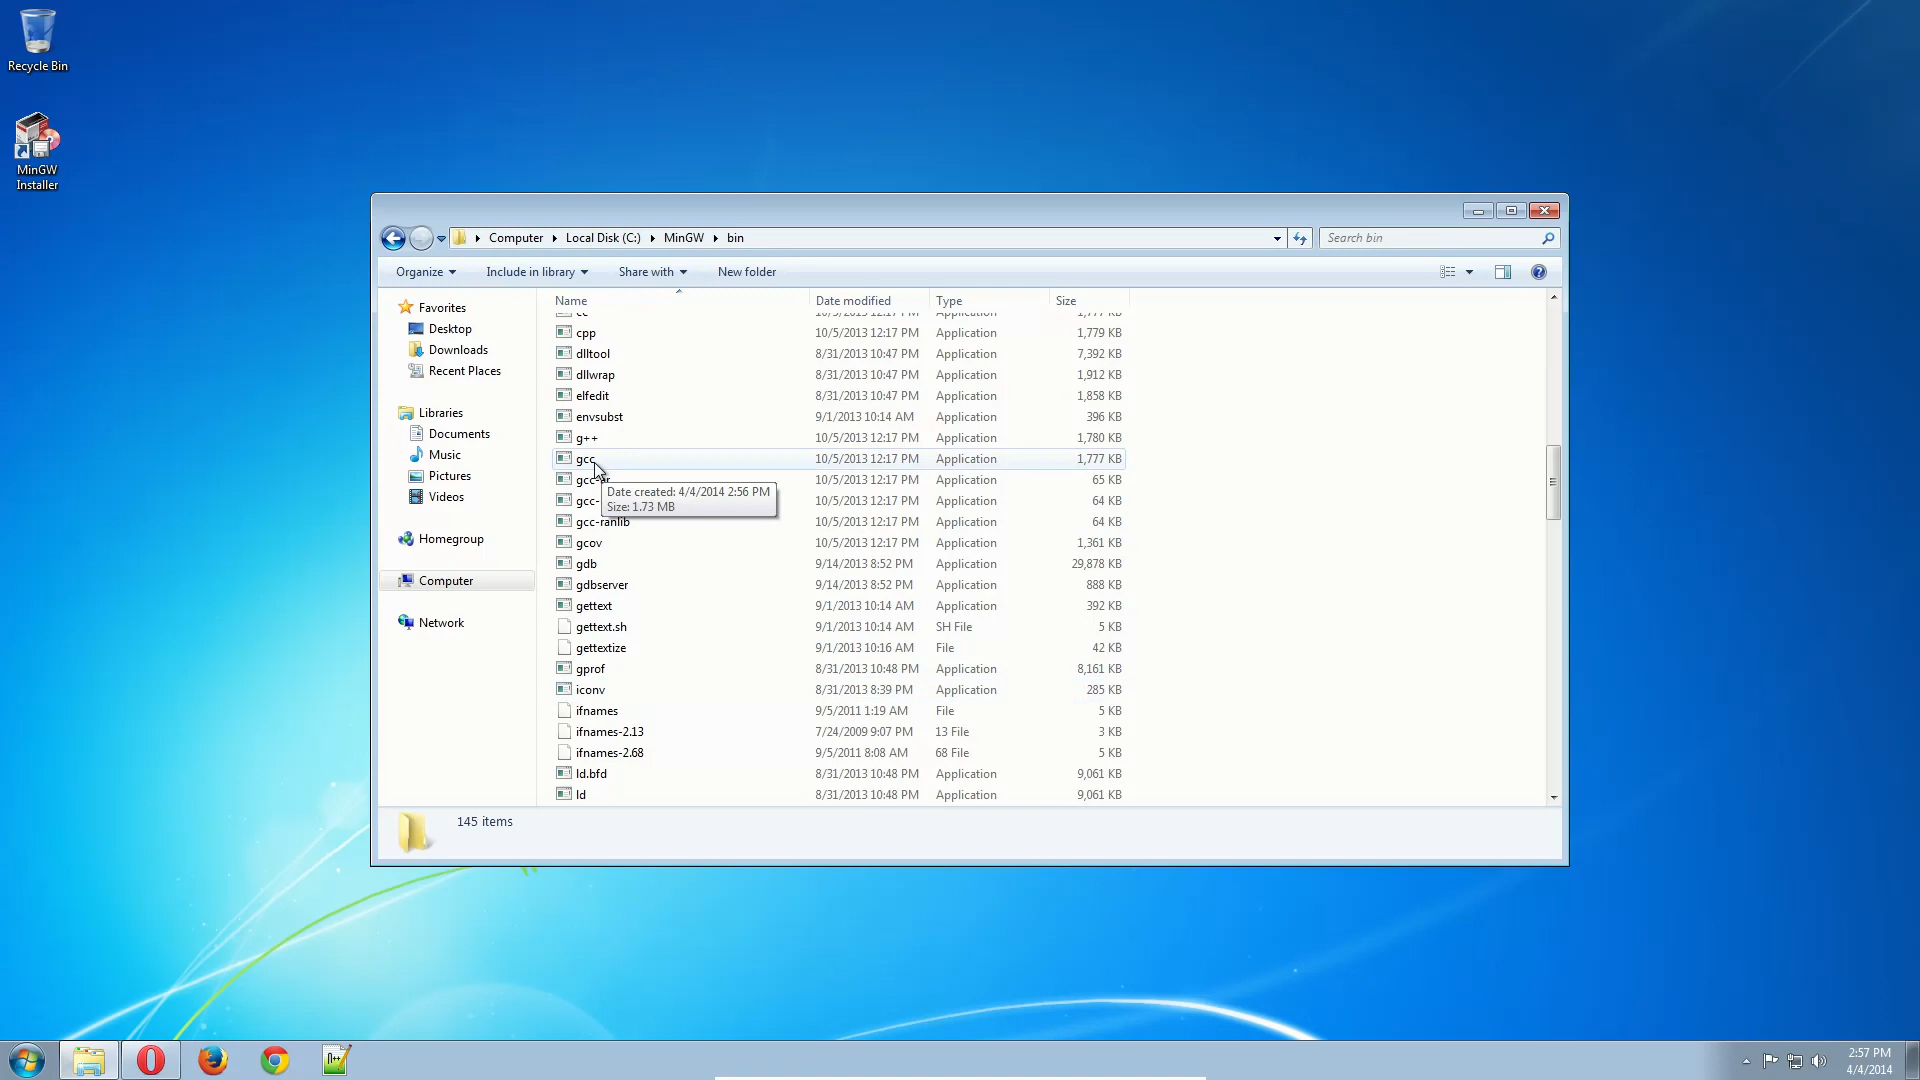 Recycle Bin
MinGW
Installer
Computer Local Disk (C:) MinGW bin
Search bin
Organize Include in library Share with New folder
Name Date modified Type Size
Favorites
Desktop
Downloads
Recent Places
Libraries
Documents
Music
Pictures
Videos
Homegroup
Computer
Network
cc 10/5/2013 12:17 PM Application 1,777 KB
cpp 10/5/2013 12:17 PM Application 1,779 KB
dlltool 8/31/2013 10:47 PM Application 7,392 KB
dllwrap 8/31/2013 10:47 PM Application 1,912 KB
elfedit 8/31/2013 10:47 PM Application 1,858 KB
envsubst 9/1/2013 10:14 AM Application 396 KB
g++ 10/5/2013 12:17 PM Application 1,780 KB
gcc 10/5/2013 12:17 PM Application 1,777 KB
10/5/2013 12:17 PM Application 65 KB
gcc- 10/5/2013 12:17 PM Application 64 KB
Date created: 4/4/2014 2:56 PM
Size: 1.73 MB
gcc-ranlib 10/5/2013 12:17 PM Application 64 KB
gcov 10/5/2013 12:17 PM Application 1,361 KB
gdb 9/14/2013 8:52 PM Application 29,878 KB
gdbserver 9/14/2013 8:52 PM Application 888 KB
gettext 9/1/2013 10:14 AM Application 392 KB
gettext.sh 9/1/2013 10:14 AM SH File 5 KB
gettextize 9/1/2013 10:16 AM File 42 KB
gprof 8/31/2013 10:48 PM Application 8,161 KB
iconv 8/31/2013 8:39 PM Application 285 KB
ifnames 9/5/2011 1:19 AM File 5 KB
ifnames-2.13 7/24/2009 9:07 PM 13 File 3 KB
ifnames-2.68 9/5/2011 8:08 AM 68 File 5 KB
ld.bfd 8/31/2013 10:48 PM Application 9,061 KB
ld 8/31/2013 10:48 PM Application 9,061 KB
145 items
2:57 PM
4/4/2014